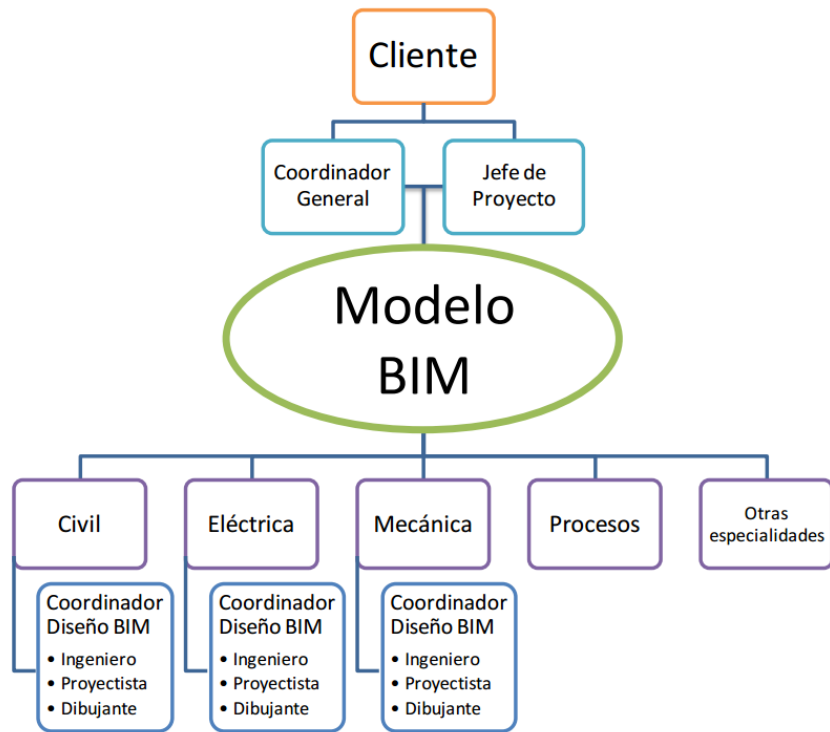 Cliente
Coordinador
General
Jefe de
Proyecto
Modelo
BIM
Civil
Eléctrica
Mecánica
Procesos
Otras
especialidades
Coordinador
Diseño BIM
• Ingeniero
• Proyectista
• Dibujante
Coordinador
Diseño BIM
• Ingeniero
• Proyectista
• Dibujante
Coordinador
Diseño BIM
• Ingeniero
• Proyectista
• Dibujante